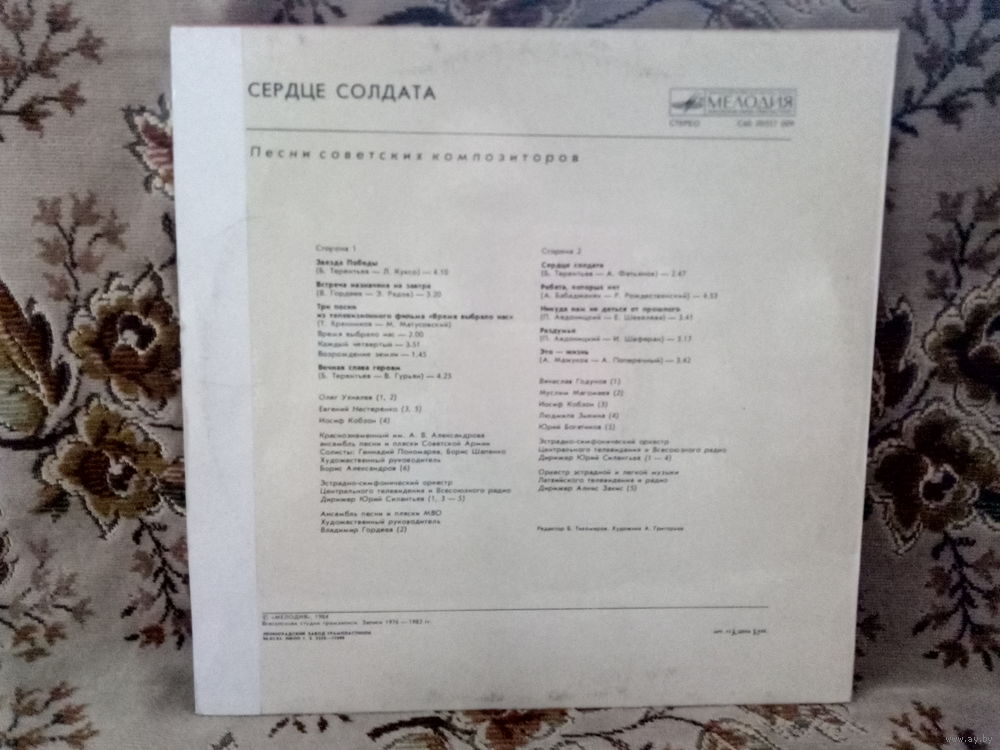 СЕРДЦЕ СОЛДАТА
МЕЛОДИЯ
СТЕРЕО
Песни советских композиторов
Сторона 1
Звезда Победы
(Б. Терентьев — Л. Куксо) — 4.10
Встреча назначена на завтра
(В. Гордеев — Э. Радов) — 3.20
Три песни
из телевизионного фильма «Время выбрало нас»
(Т. Хренников — М. Матусовский)
Время выбрало нас — 2.00
Каждый четвертый — 3.51
Возрождение земли — 1.45
Вечная слава героям
(Б. Терентьев — В. Гурьян) — 4.23
Олег Ухналев (1, 2)
Евгений Нестеренко (3, 5)
Иосиф Кобзон (4)
Краснознаменный им. А. В. Александрова
ансамбль песни и пляски Советской Армии
Солисты: Геннадий Пономарев, Борис Шапенко
Художественный руководитель
Борис Александров (6)
Эстрадно-симфонический оркестр
Центрального телевидения и Всесоюзного радио
Дирижер Юрий Силантьев (1, 3 — 5)
Ансамбль песни и пляски МВО
Художественный руководитель
Владимир Гордеев (2)
Сторона 2
Сердце солдата
(Б. Терентьев — А. Фатьянов) — 2.47
Ребята, которых нет
(А. Бабаджанян — Р. Рождественский) — 4.53
Никуда нам не деться от прошлого
(П. Аедоницкий — Е. Шевелева) — 3.41
Раздумья
(П. Аедоницкий — И. Шаферан) — 3.17
Это — жизнь
(А. Мажуков — А. Поперечный) — 3.42
Вячеслав Годунов (1)
Муслим Магомаев (2)
Иосиф Кобзон (3)
Людмила Зыкина (4)
Юрий Богатиков (5)
Эстрадно-симфонический оркестр
Центрального телевидения и Всесоюзного радио
Дирижер Юрий Силантьев (1 — 4)
Оркестр эстрадной и легкой музыки
Латвийского телевидения и радио
Дирижер Алнис Закис (5)
Редактор В. Тихомиров. Художник А. Григорьев
℗ «МЕЛОДИЯ», 1984
Всесоюзная студия грамзаписи. Записи 1976 — 1983 гг.
ЛЕНИНГРАДСКИЙ ЗАВОД ГРАМПЛАСТИНОК
www.ay.by